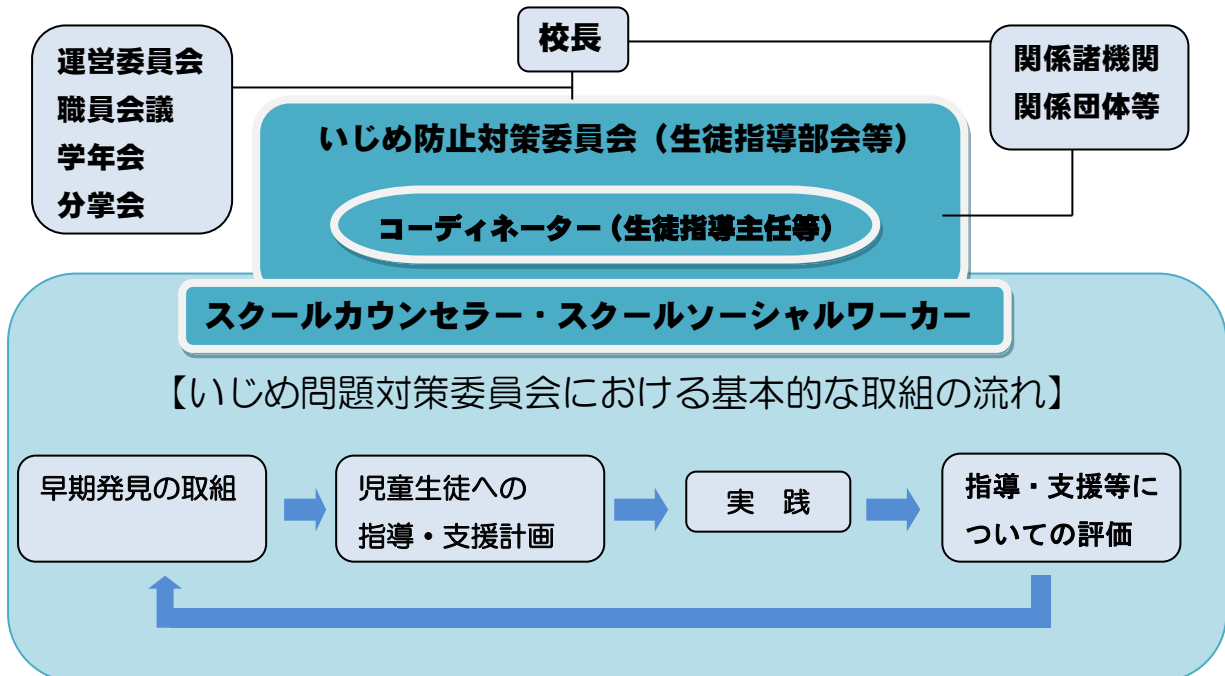 校長
運営委員会
職員会議
学年会
分掌会
関係諸機関
関係団体等
いじめ防止対策委員会（生徒指導部会等）
コーディネーター（生徒指導主任等）
スクールカウンセラー・スクールソーシャルワーカー
【いじめ問題対策委員会における基本的な取組の流れ】
早期発見の取組
児童生徒への
指導・支援計画
実　践
指導・支援等に
ついての評価